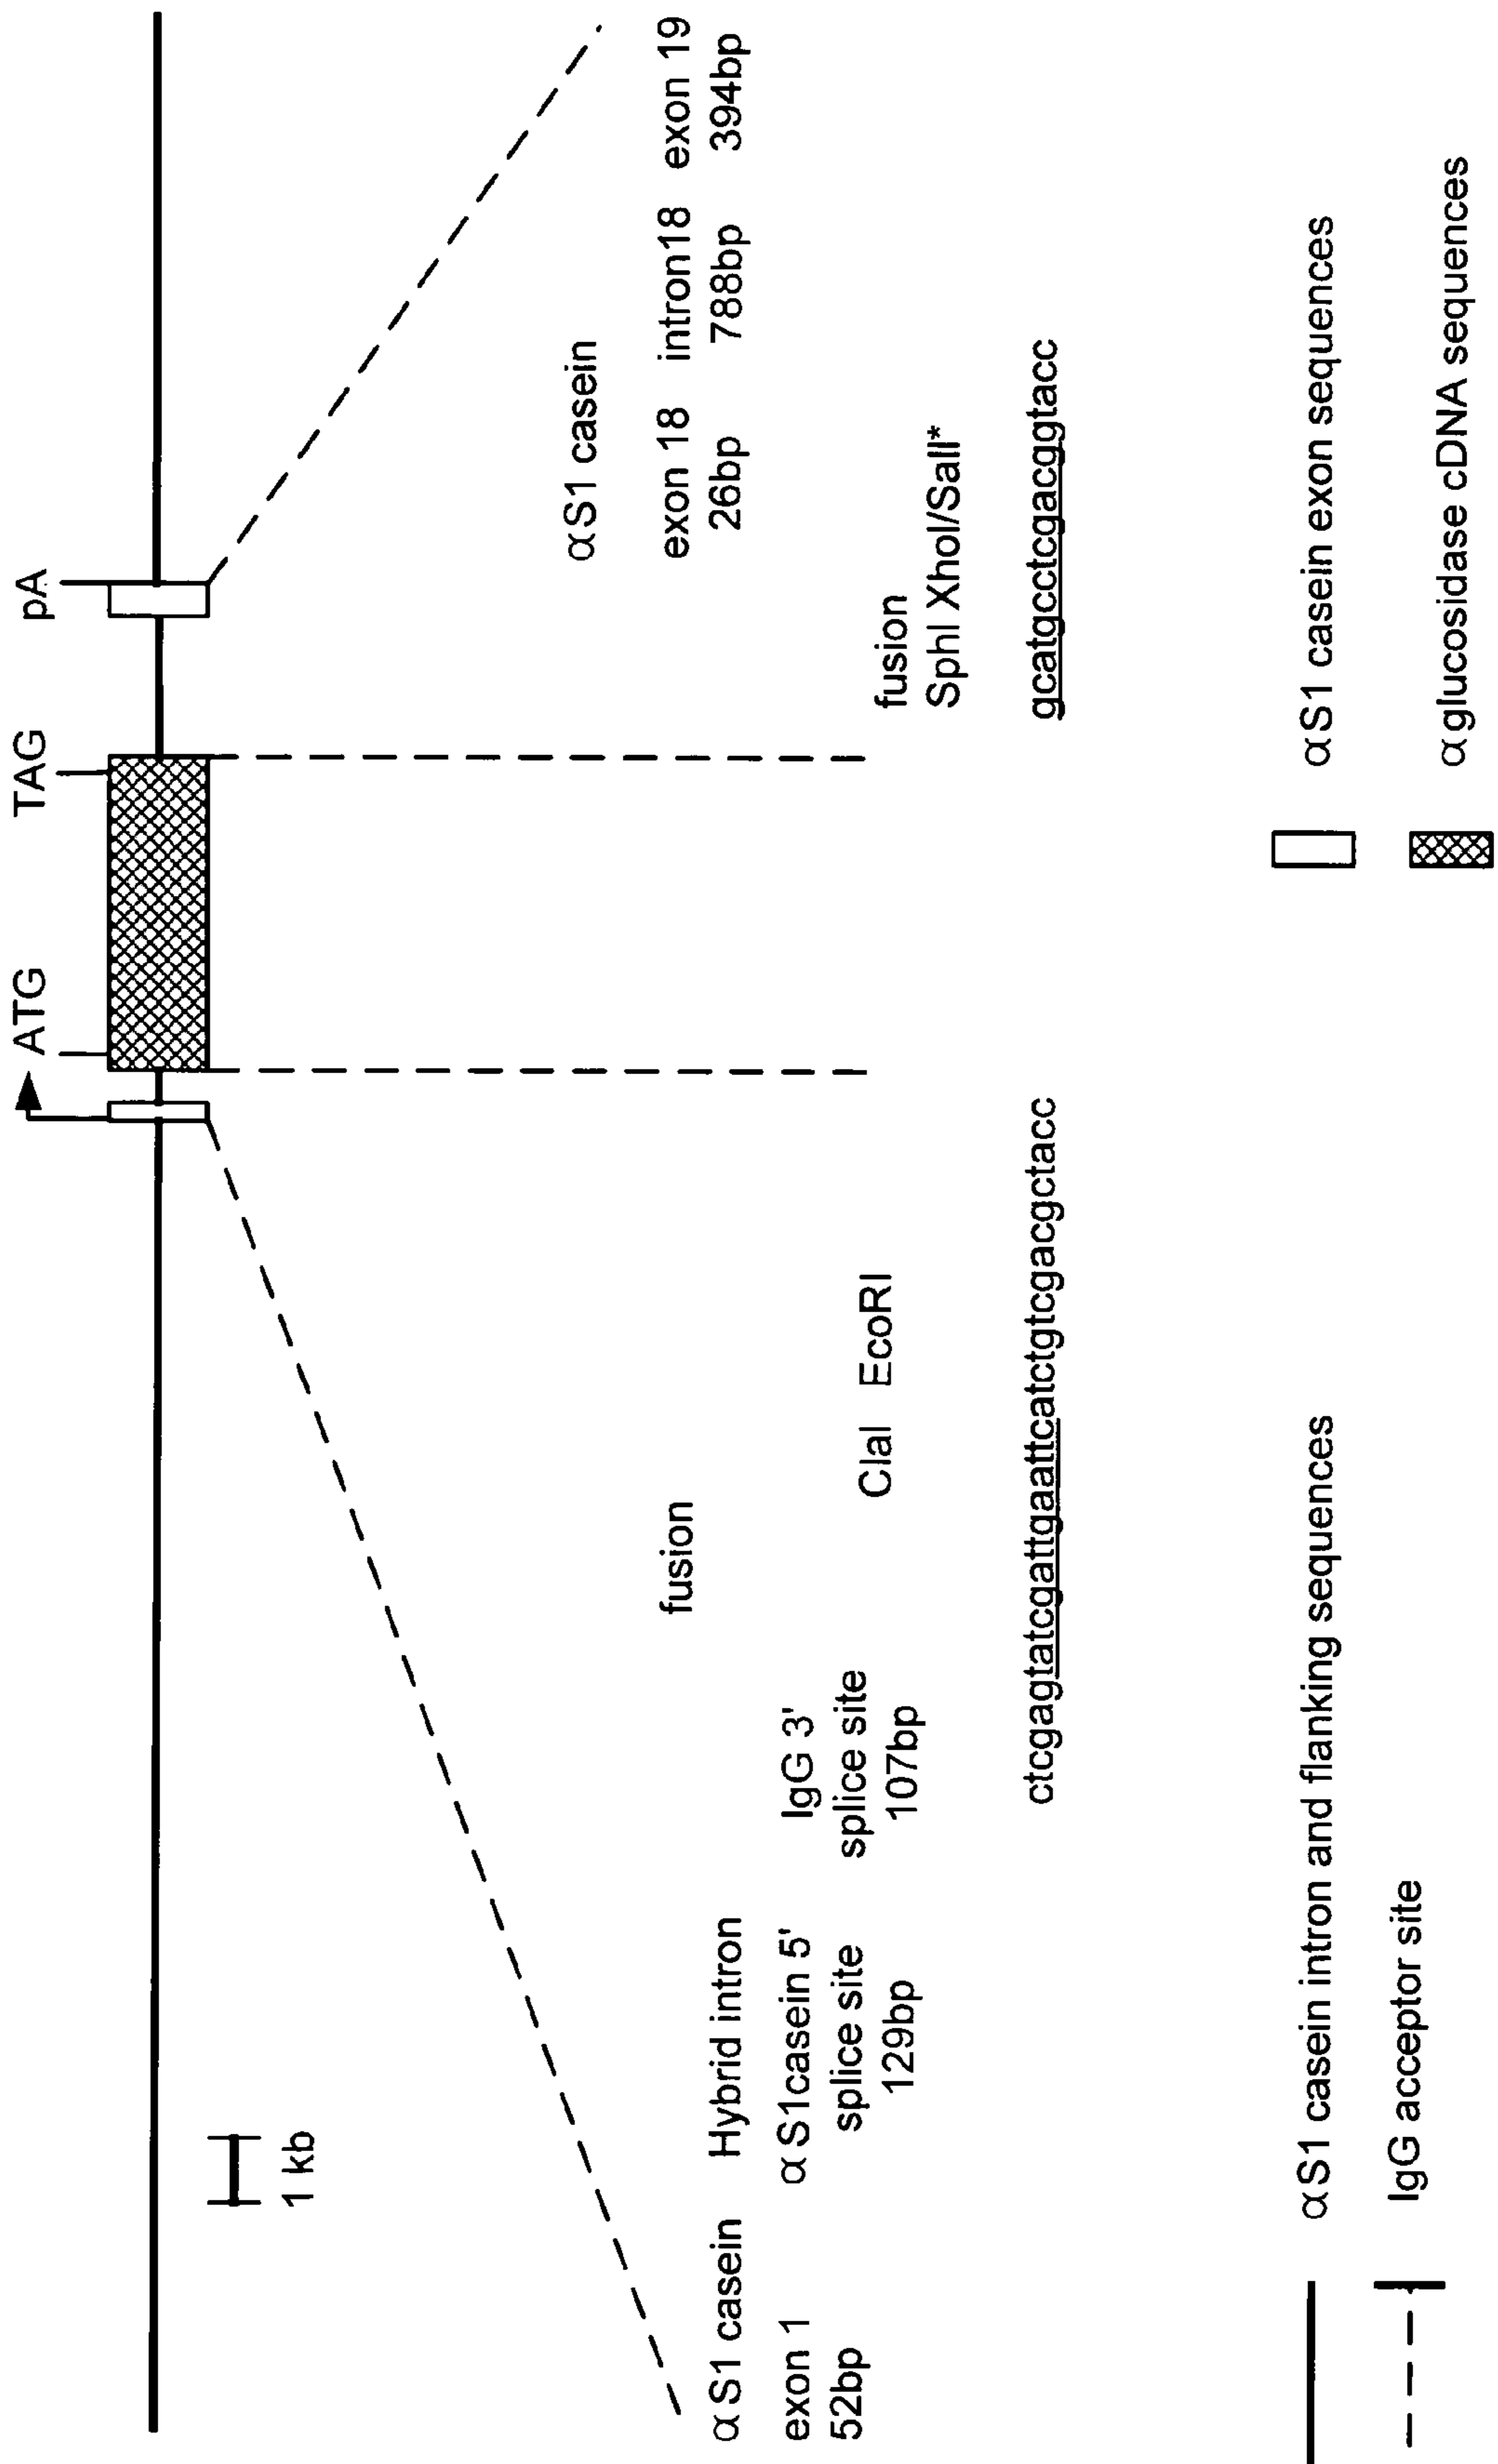 ATG
TAG
pA
1 kb
αS1 casein
exon 1
52bp
Hybrid intron
αS1casein 5'
splice site
129bp
IgG 3'
splice site
107bp
fusion
ClaI EcoRI
ctcgagtatcgattgaattcatctgtcgacgctacc
αS1 casein
exon 18 intron18 exon 19
26bp 788bp 394bp
fusion
SphI XhoI/SalI*
gcatgcctcgacggtacc
αS1 casein intron and flanking sequences
IgG acceptor site
αS1 casein exon sequences
αglucosidase cDNA sequences